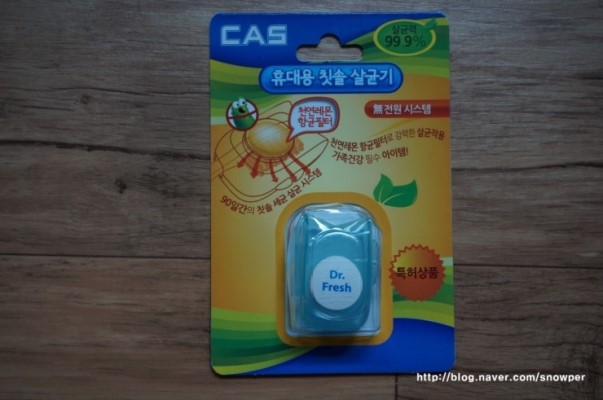 CAS
살균력
99.9%
휴대용 칫솔 살균기
천연레몬
항균필터
無전원 시스템
천연레몬 항균필터로 강력한 살균작용
가족건강 필수 아이템!
90일간의 칫솔 세균 살균 시스템
Dr.
Fresh
특허상품
http://blog.naver.com/snowper